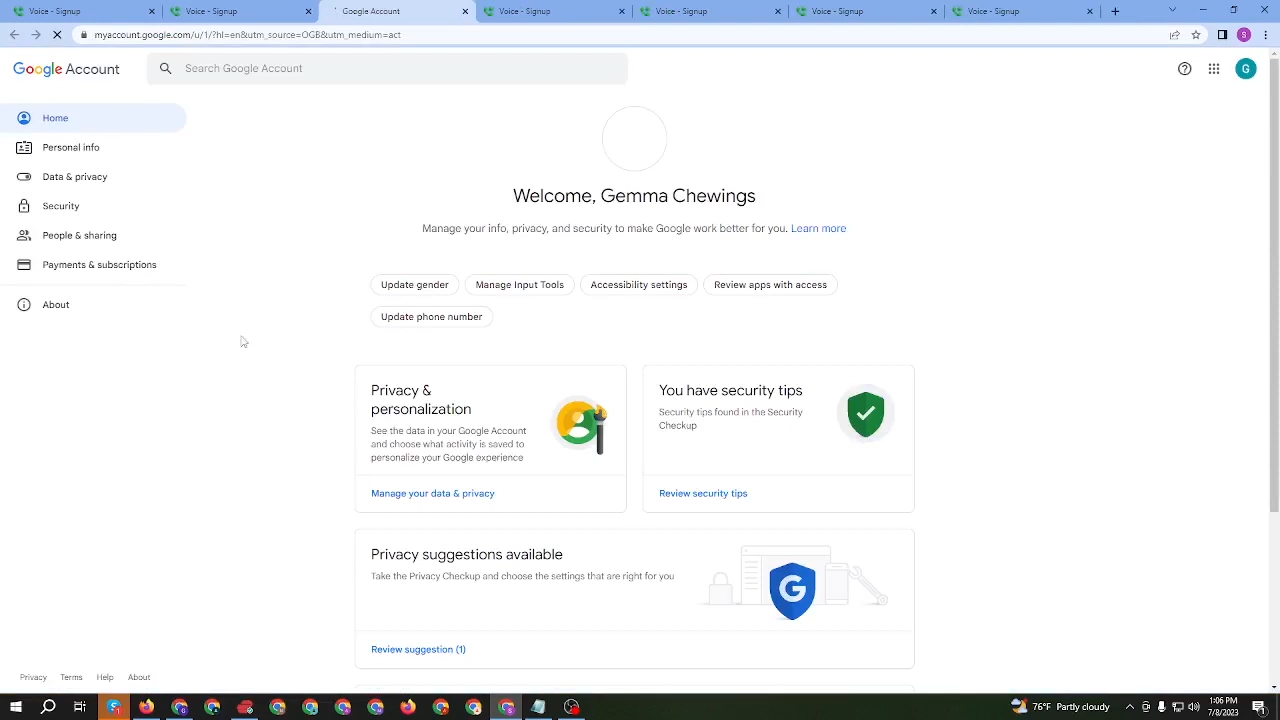 Voice - Signup
Voice - Signup
Google Account
Voice - Signup
Voice - Signup
Voice - Signup
Voice - Signup
myaccount.google.com/u/1/?hl=en&utm_source=OGB&utm_medium=act
S
Google Account
Search Google Account
G
Home
Personal info
Data & privacy
Security
People & sharing
Payments & subscriptions
About
Welcome, Gemma Chewings
Manage your info, privacy, and security to make Google work better for you. Learn more
Update gender
Manage Input Tools
Accessibility settings
Review apps with access
Update phone number
Privacy &
personalization
See the data in your Google Account
and choose what activity is saved to
personalize your Google experience
Manage your data & privacy
You have security tips
Security tips found in the Security
Checkup
Review security tips
Privacy suggestions available
Take the Privacy Checkup and choose the settings that are right for you
G
Review suggestion (1)
Privacy
Terms
Help
About
75°F Partly cloudy
1:06 PM
7/8/2023